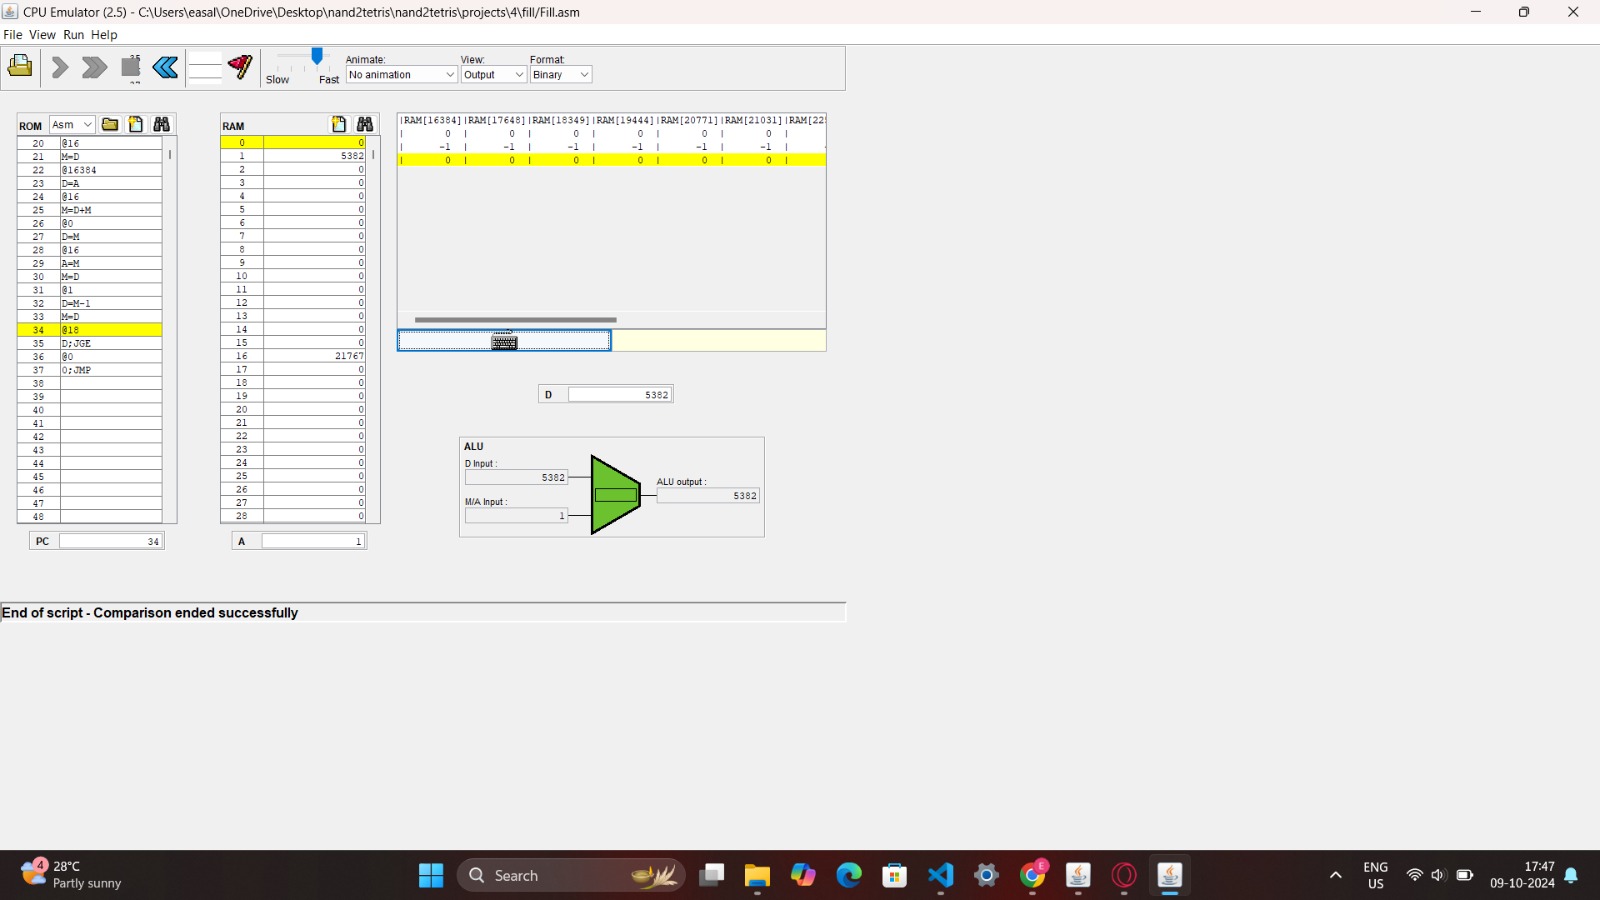 CPU Emulator (2.5) - C:\Users\easal\OneDrive\Desktop\nand2tetris\nand2tetris\projects\4\fill/Fill.asm
File View Run Help
Slow Fast
Animate:
No animation
View:
Output
Format:
Binary
ROM Asm
20 @16
21 M=D
22 @16384
23 D=A
24 @16
25 M=D+M
26 @0
27 D=M
28 @16
29 A=M
30 M=D
31 @1
32 D=M-1
33 M=D
34 @18
35 D;JGE
36 @0
37 0;JMP
38
39
40
41
42
43
44
45
46
47
48
PC 34
RAM
0 0
1 5382
2 0
3 0
4 0
5 0
6 0
7 0
8 0
9 0
10 0
11 0
12 0
13 0
14 0
15 0
16 21767
17 0
18 0
19 0
20 0
21 0
22 0
23 0
24 0
25 0
26 0
27 0
28 0
A 1
|RAM[16384]|RAM[17648]|RAM[18349]|RAM[19444]|RAM[20771]|RAM[21031]|RAM[22
| 0 | 0 | 0 | 0 | 0 | 0 |
| -1 | -1 | -1 | -1 | -1 | -1 |
| 0 | 0 | 0 | 0 | 0 | 0 |
D 5382
ALU
D Input :
5382
M/A Input :
1
ALU output :
5382
End of script - Comparison ended successfully
4
28°C
Partly sunny
Search
E
ENG
US
17:47
09-10-2024